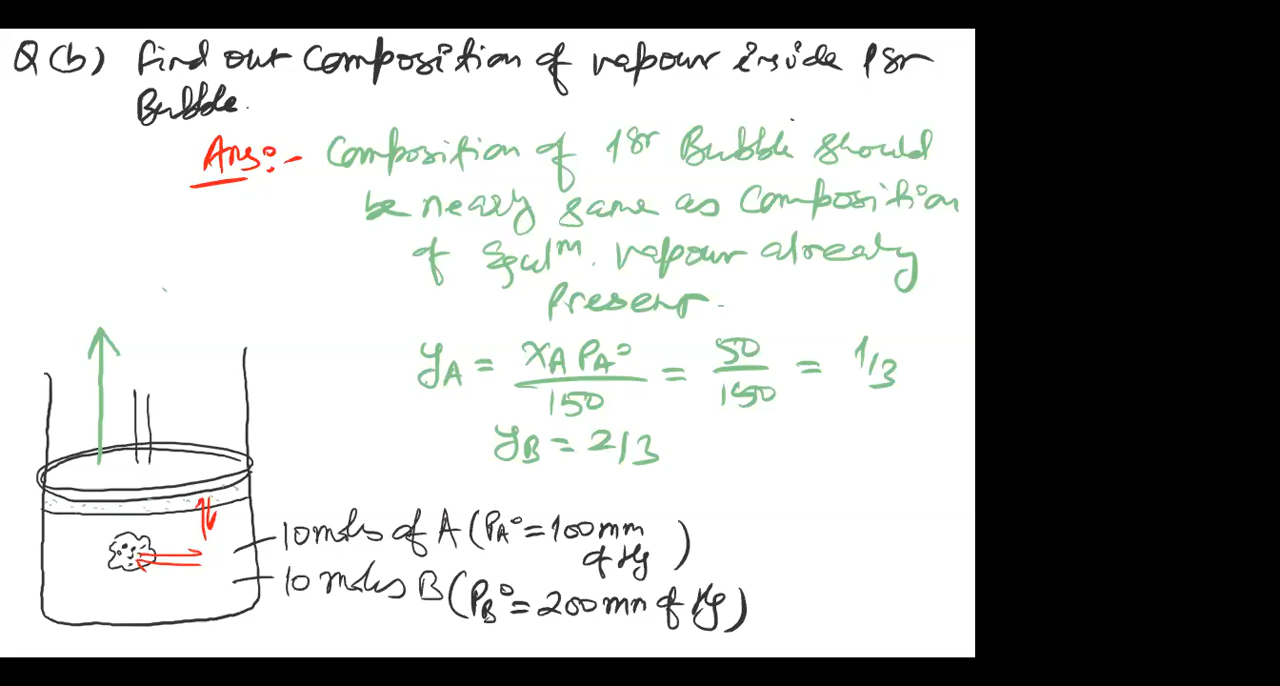 Q(b) Find out Composition of vapour inside 1st
Bubble.
Ans:- Composition of 1st Bubble should
be nearly same as Composition
of Equlm. vapour already
Present.
yA = xA PA° / 150 = 50 / 150 = 1/3
yB = 2/3
10 moles of A (PA° = 100 mm
of Hg)
10 moles B (PB° = 200 mm of Hg)